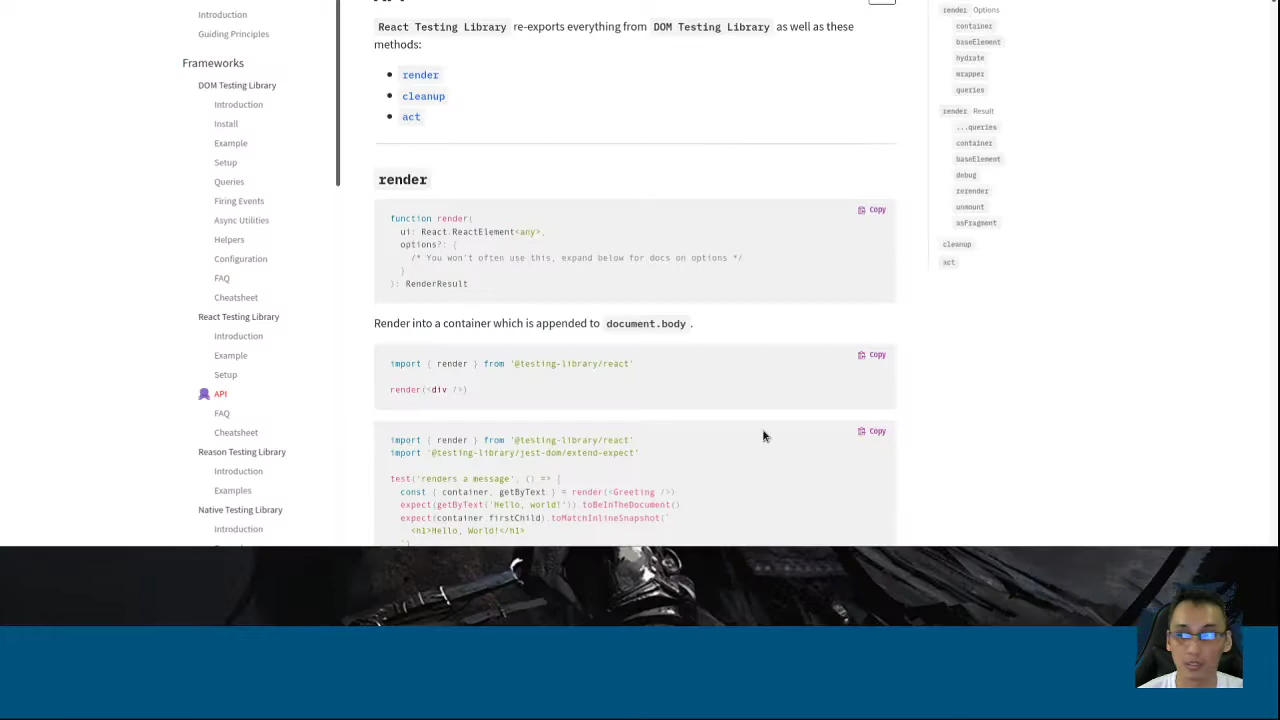 Introduction
Guiding Principles
Frameworks
DOM Testing Library
Introduction
Install
Example
Setup
Queries
Firing Events
Async Utilities
Helpers
Configuration
FAQ
Cheatsheet
React Testing Library
Introduction
Example
Setup
API
FAQ
Cheatsheet
Reason Testing Library
Introduction
Examples
Native Testing Library
Introduction
React Testing Library re-exports everything from DOM Testing Library as well as these
methods:
render
cleanup
act
render
Copy
function render(
ui: React.ReactElement<any>,
options?: {
/* You won't often use this, expand below for docs on options */
}
): RenderResult
Render into a container which is appended to document.body.
Copy
import { render } from '@testing-library/react'
render(<div />)
Copy
import { render } from '@testing-library/react'
import '@testing-library/jest-dom/extend-expect'
test('renders a message', () => {
const { container, getByText } = render(<Greeting />)
expect(getByText('Hello, world!')).toBeInTheDocument()
expect(container.firstChild).toMatchInlineSnapshot(`
<h1>Hello, World!</h1>
`)
render Options
container
baseElement
hydrate
wrapper
queries
render Result
...queries
container
baseElement
debug
rerender
unmount
asFragment
cleanup
act